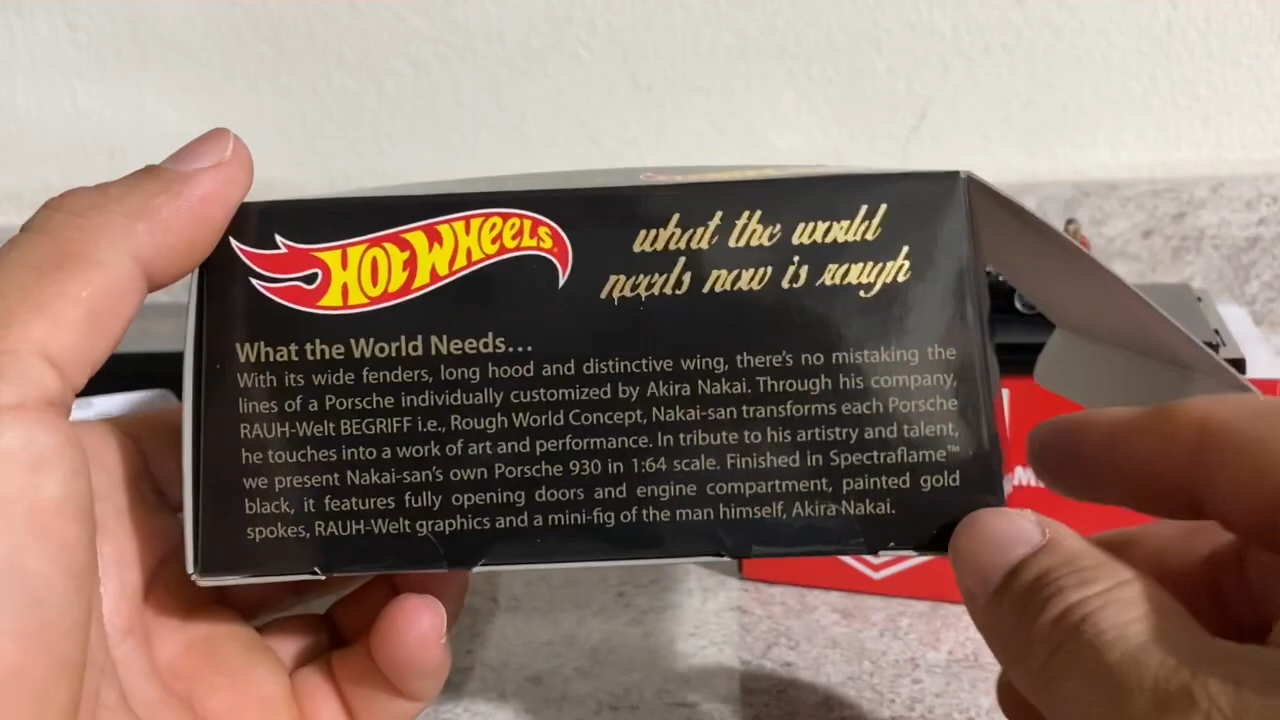 HOT WHEELS
what the world
needs now is rough
What the World Needs...
With its wide fenders, long hood and distinctive wing, there's no mistaking the
lines of a Porsche individually customized by Akira Nakai. Through his company,
RAUH-Welt BEGRIFF i.e., Rough World Concept, Nakai-san transforms each Porsche
he touches into a work of art and performance. In tribute to his artistry and talent,
we present Nakai-san's own Porsche 930 in 1:64 scale. Finished in Spectraflame™
black, it features fully opening doors and engine compartment, painted gold
spokes, RAUH-Welt graphics and a mini-fig of the man himself, Akira Nakai.